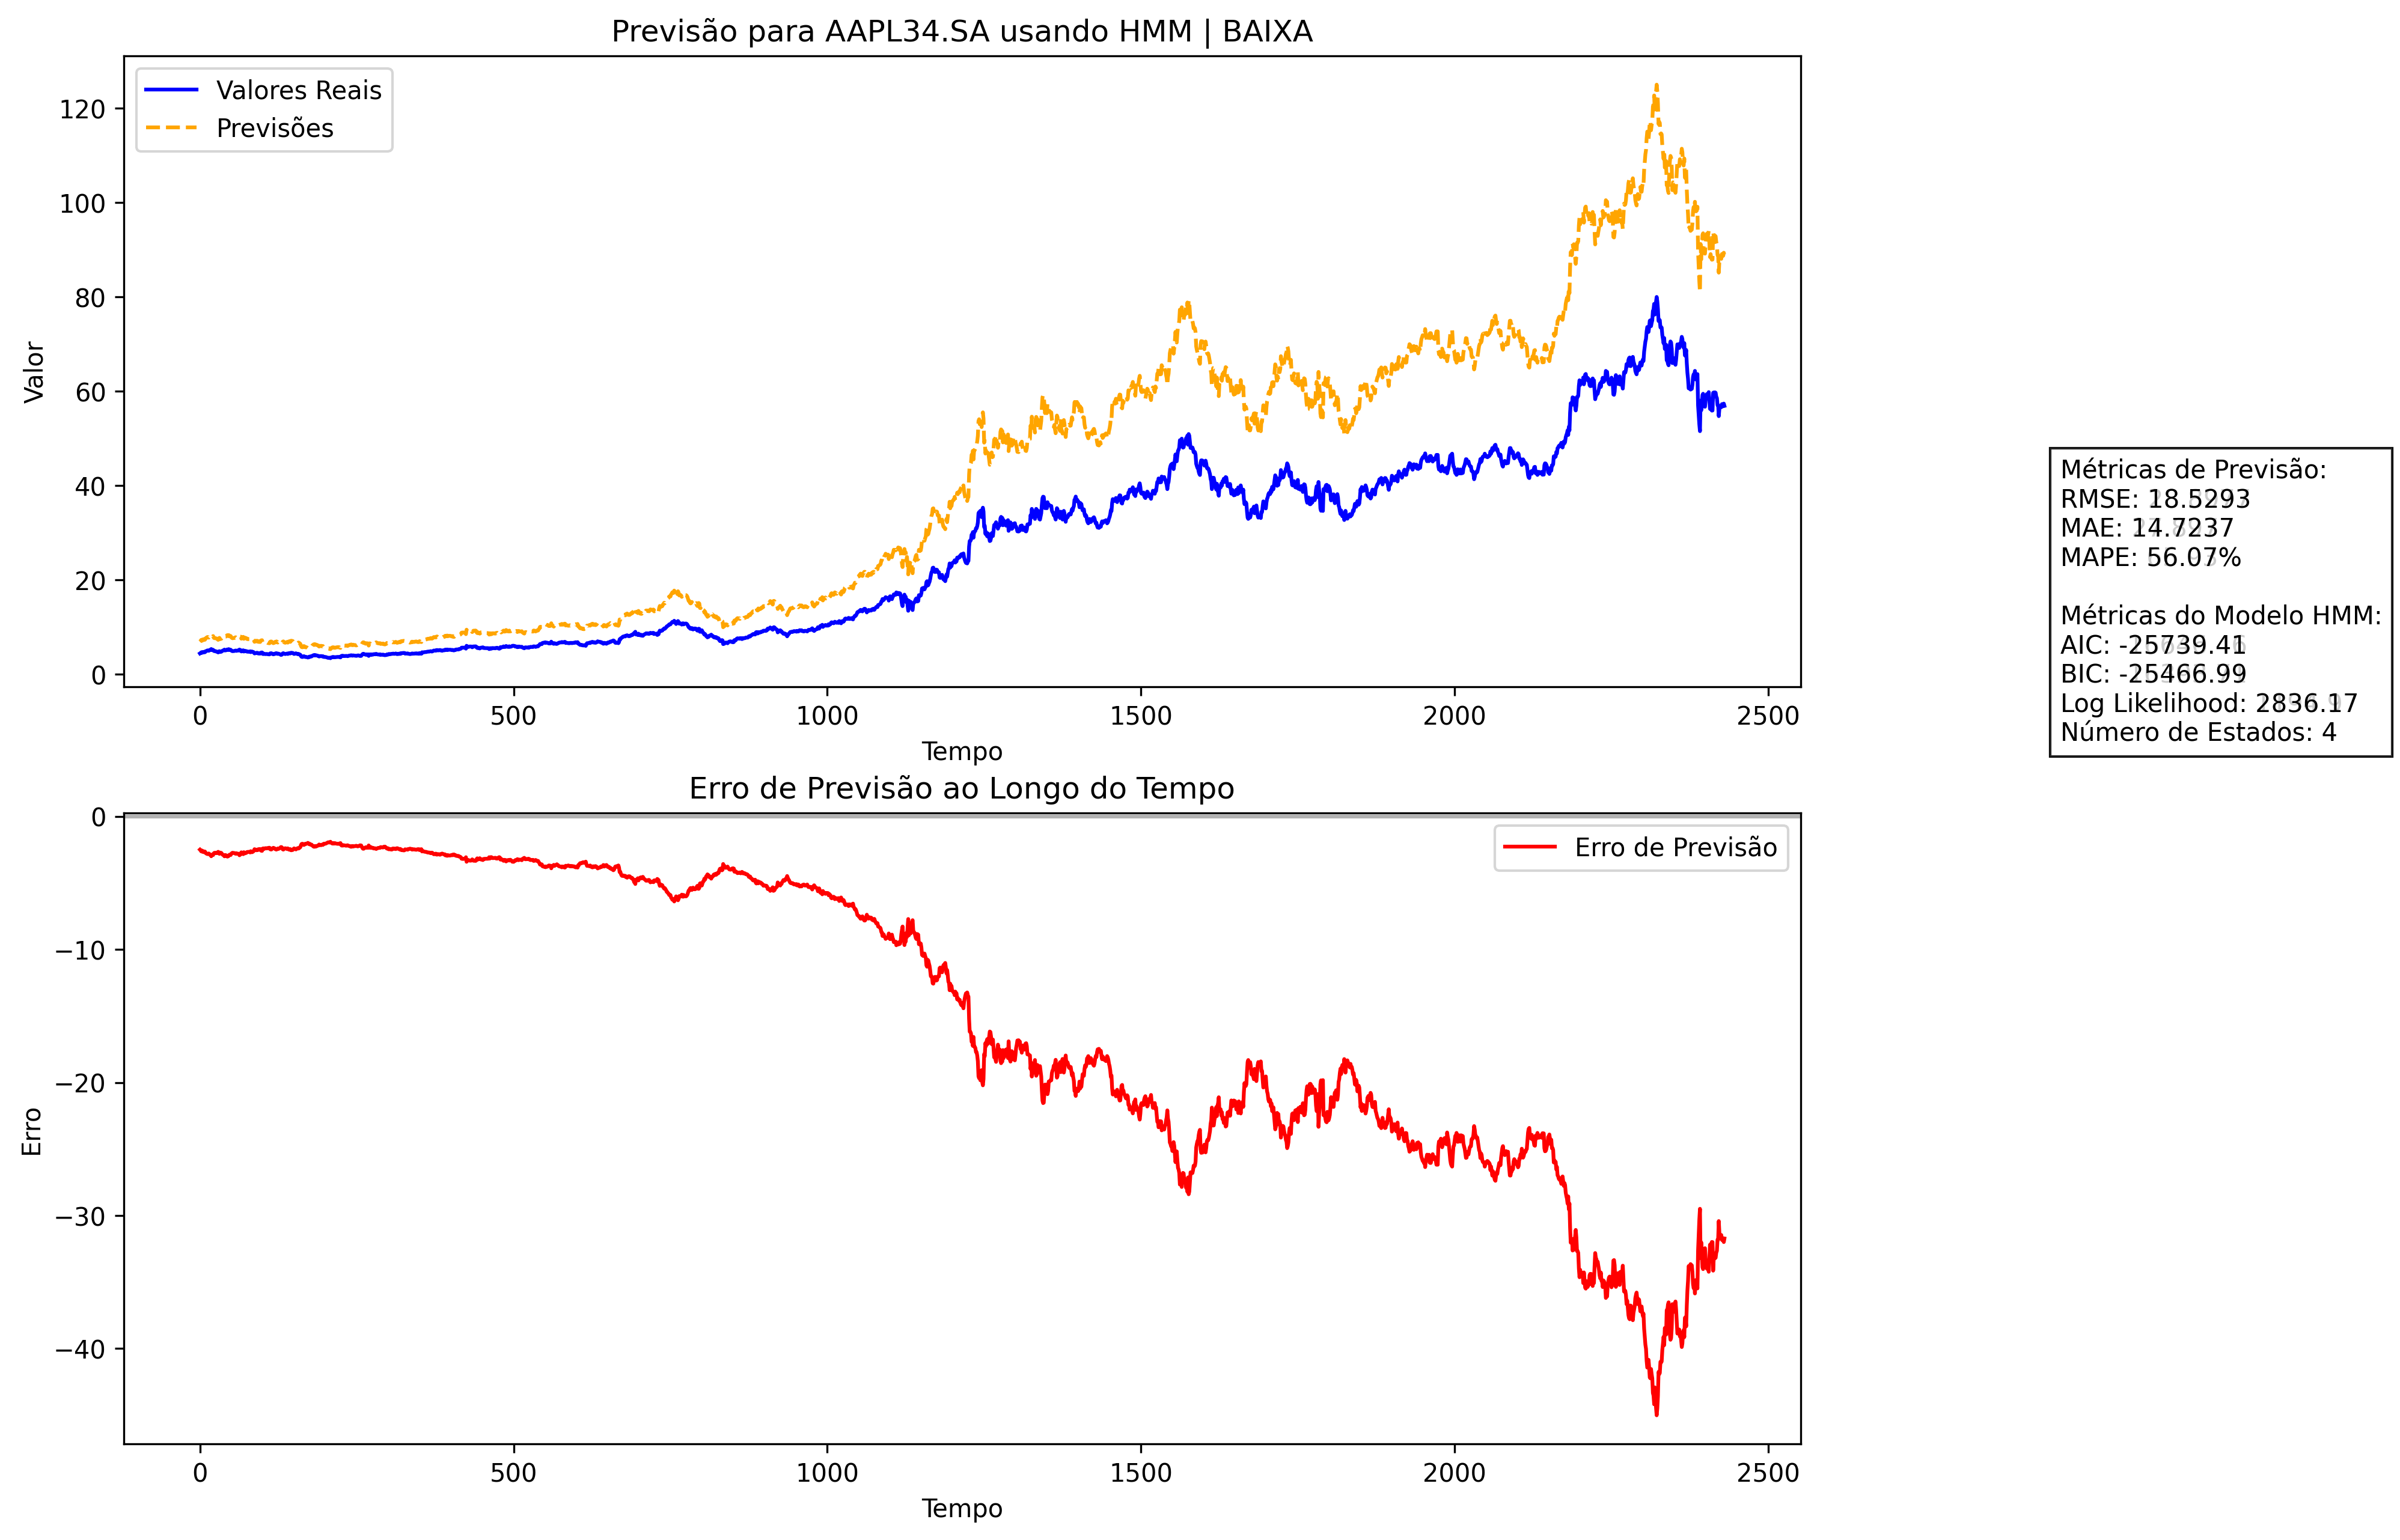 Previsão para AAPL34.SA usando HMM | BAIXA
Valores Reais
Previsões
Valor
120
100
80
60
40
20
0
0 500 1000 1500 2000 2500
Tempo
Métricas de Previsão:
RMSE: 18.5293
MAE: 14.7237
MAPE: 56.07%
Métricas do Modelo HMM:
AIC: -25739.41
BIC: -25466.99
Log Likelihood: 2836.17
Número de Estados: 4
Erro de Previsão ao Longo do Tempo
Erro de Previsão
Erro
0
−10
−20
−30
−40
0 500 1000 1500 2000 2500
Tempo